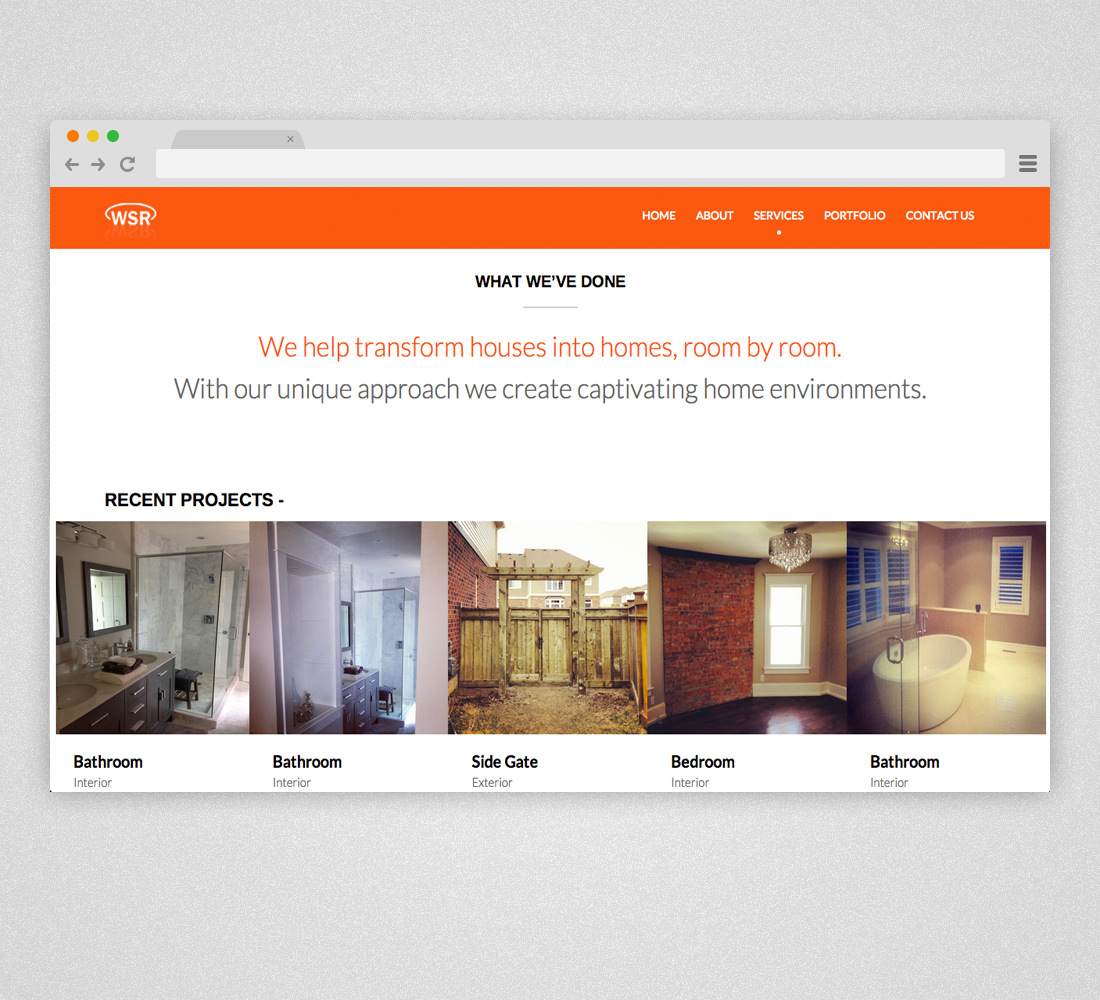 WSR
HOME ABOUT SERVICES PORTFOLIO CONTACT US
WHAT WE'VE DONE
We help transform houses into homes, room by room.
With our unique approach we create captivating home environments.
RECENT PROJECTS -
Bathroom Bathroom Side Gate Bedroom Bathroom
Interior Interior Exterior Interior Interior